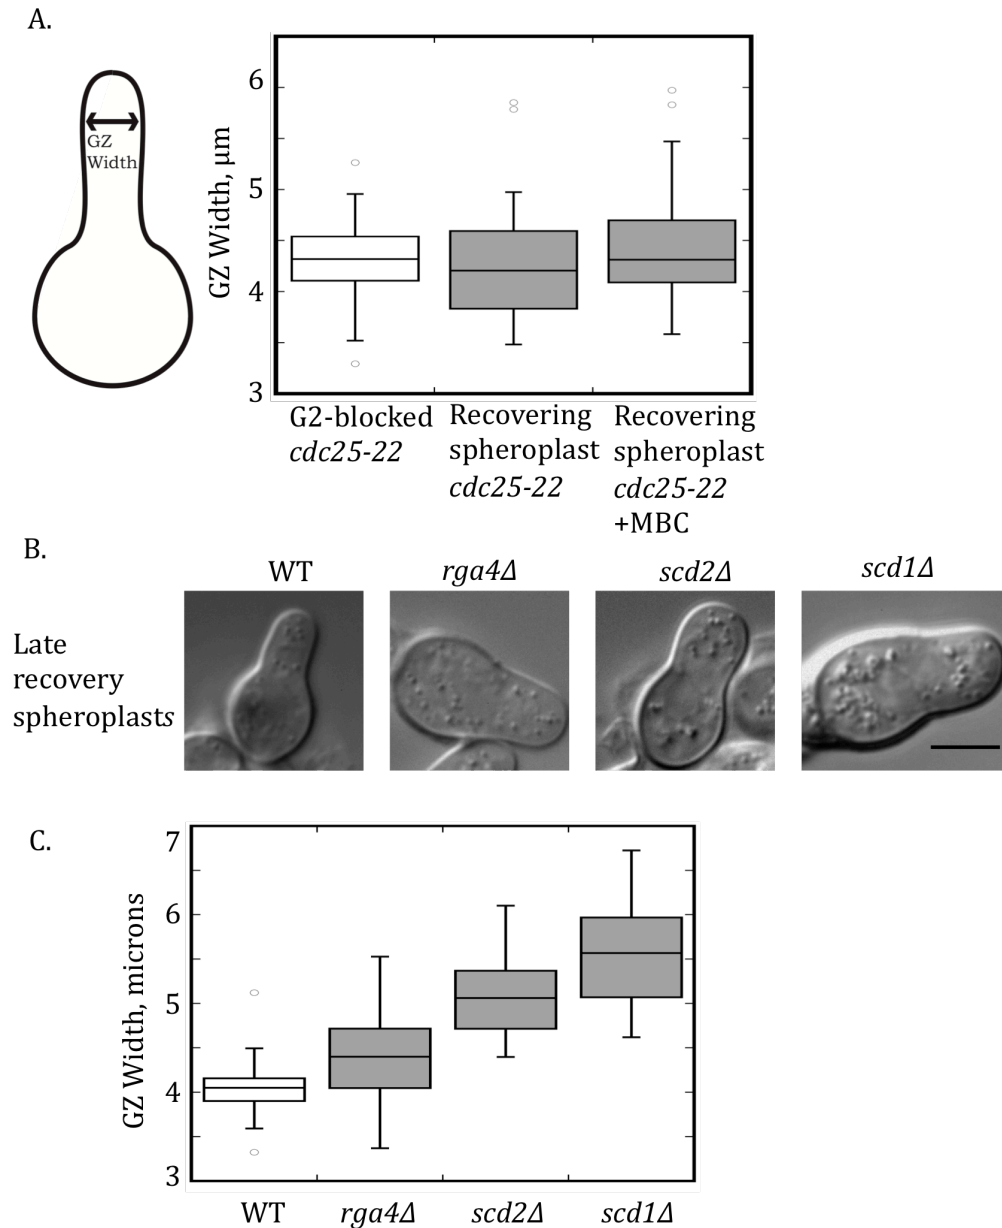 A.
GZ
Width
GZ Width, µm
6
5
4
3
G2-blocked
cdc25-22
Recovering
spheroplast
cdc25-22
Recovering
spheroplast
cdc25-22
+MBC
B.
WT
rga4Δ
scd2Δ
scd1Δ
Late
recovery
spheroplasts
C.
GZ Width, microns
7
6
5
4
3
WT
rga4Δ
scd2Δ
scd1Δ